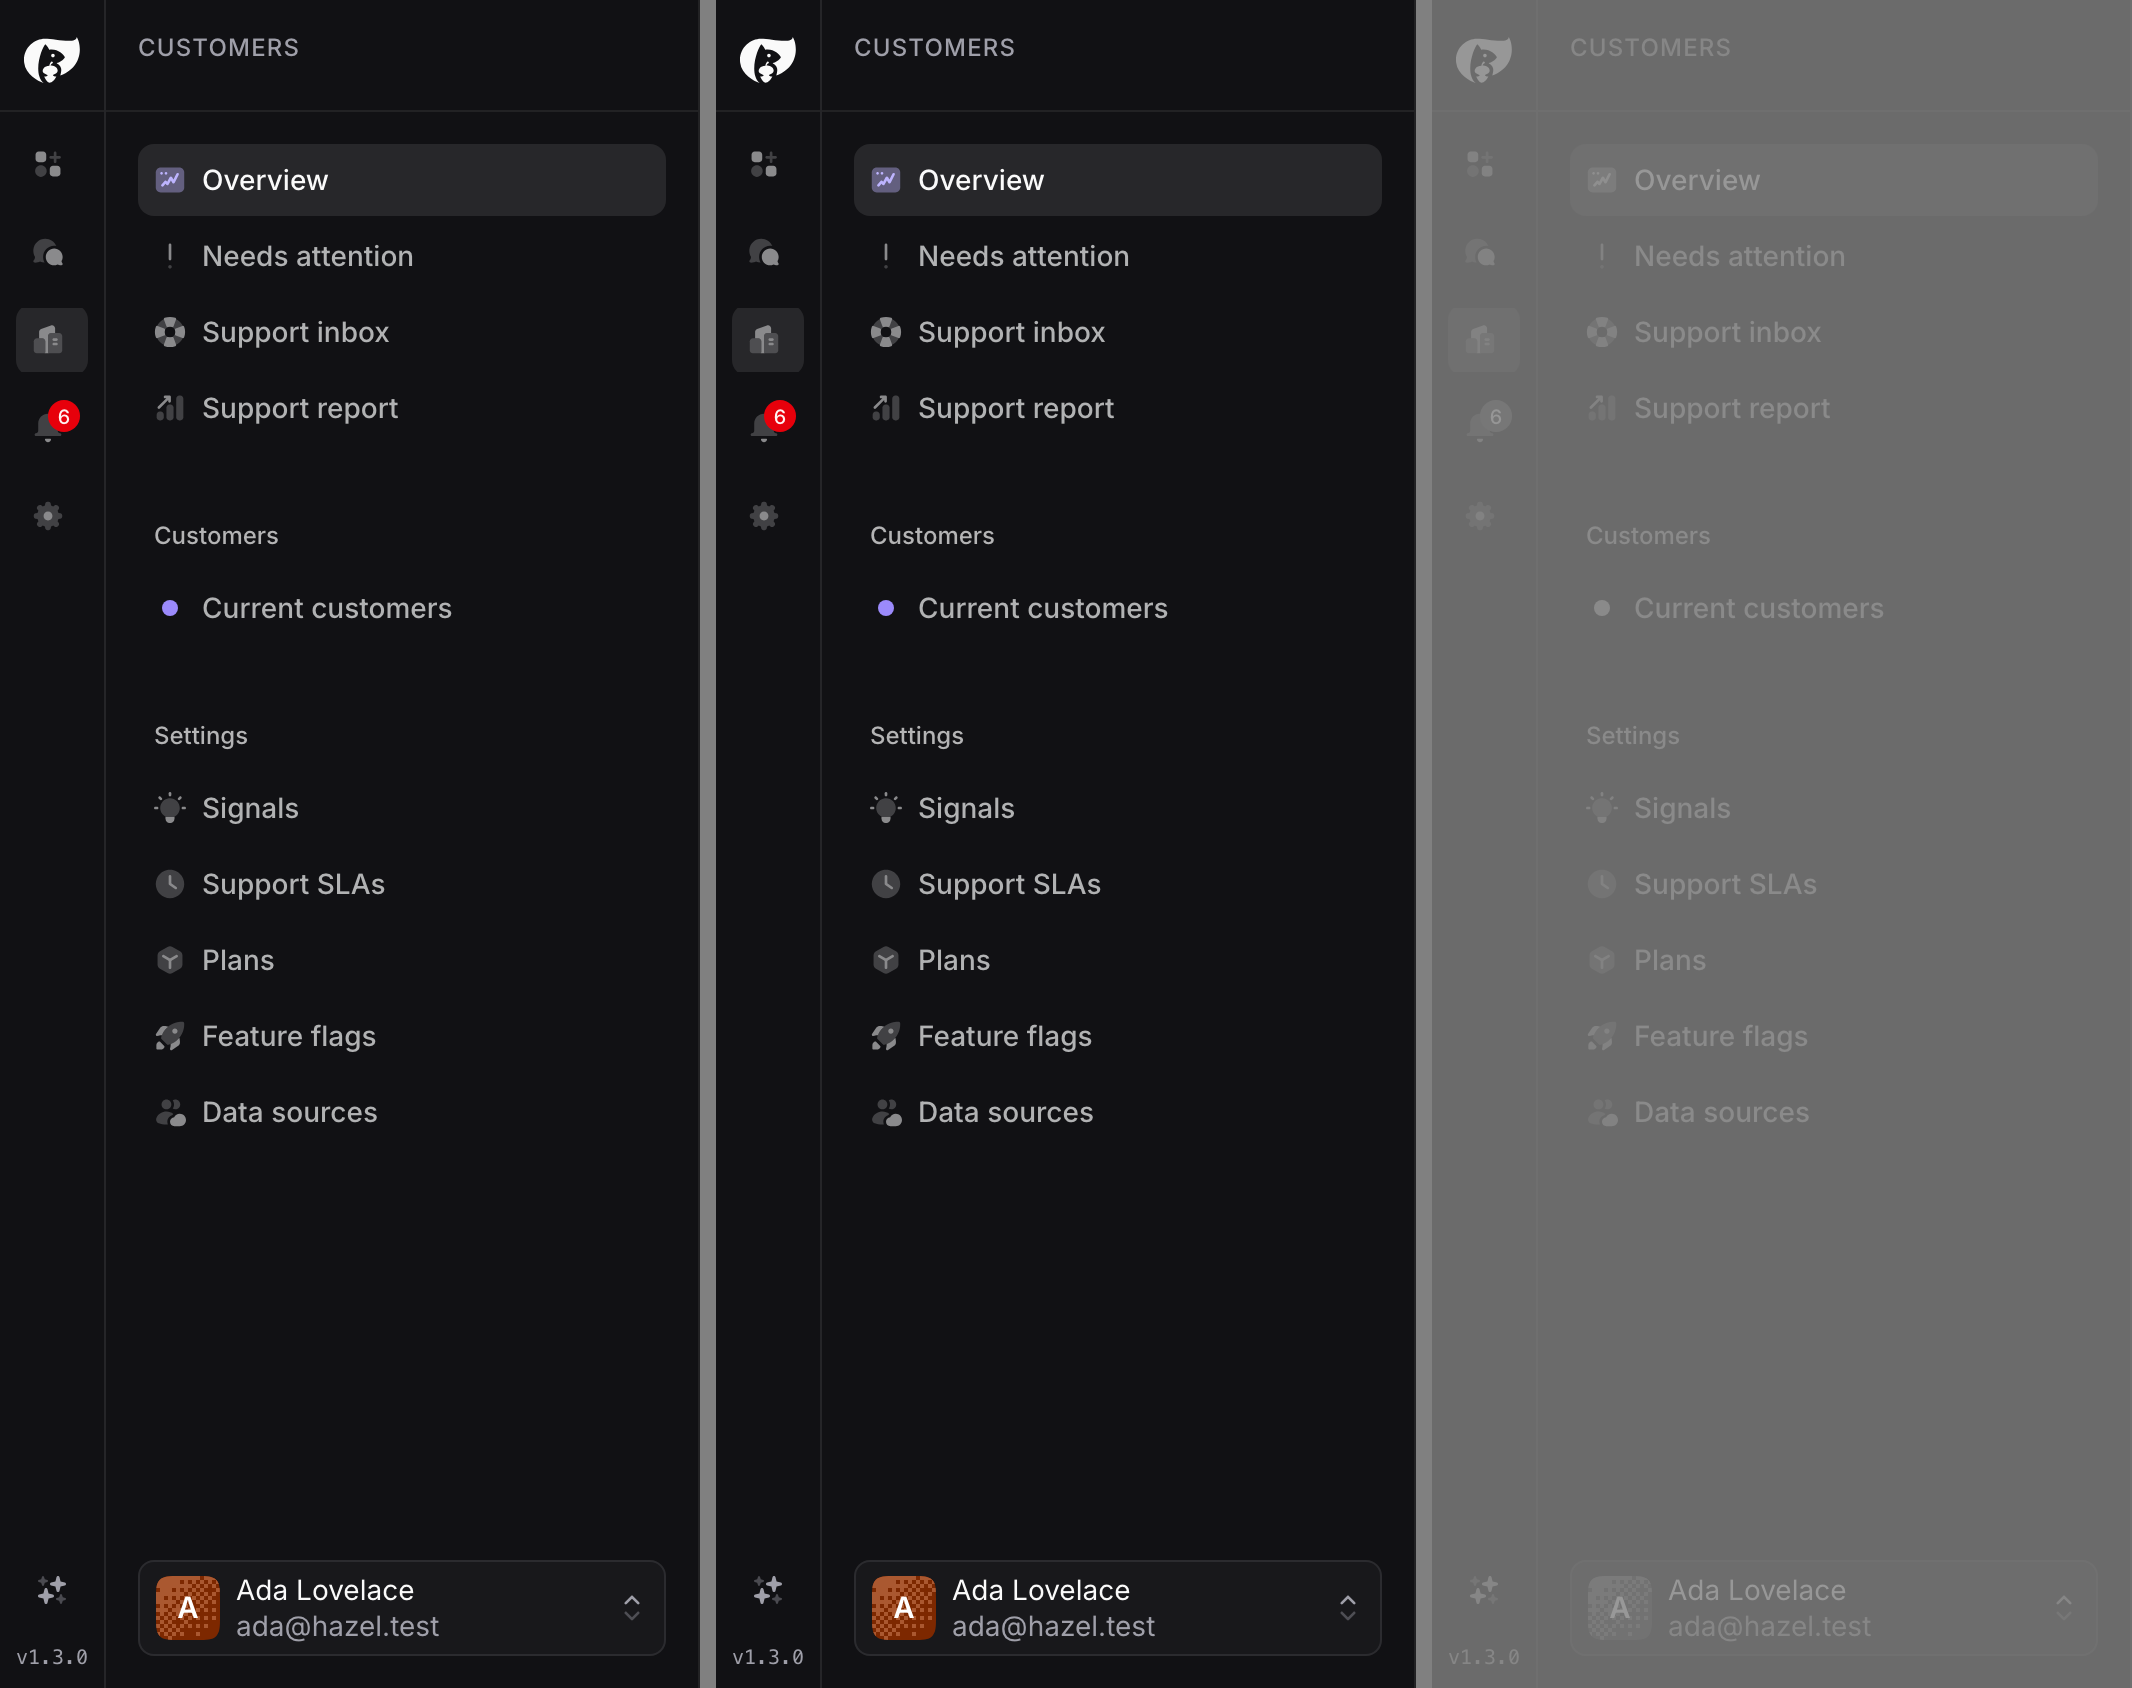 CUSTOMERS
Overview
Needs attention
Support inbox
Support report
6
Customers
Current customers
Settings
Signals
Support SLAs
Plans
Feature flags
Data sources
A
Ada Lovelace
ada@hazel.test
v1.3.0
CUSTOMERS
Overview
Needs attention
Support inbox
Support report
6
Customers
Current customers
Settings
Signals
Support SLAs
Plans
Feature flags
Data sources
A
Ada Lovelace
ada@hazel.test
v1.3.0
CUSTOMERS
Overview
Needs attention
Support inbox
Support report
6
Customers
Current customers
Settings
Signals
Support SLAs
Plans
Feature flags
Data sources
A
Ada Lovelace
ada@hazel.test
v1.3.0